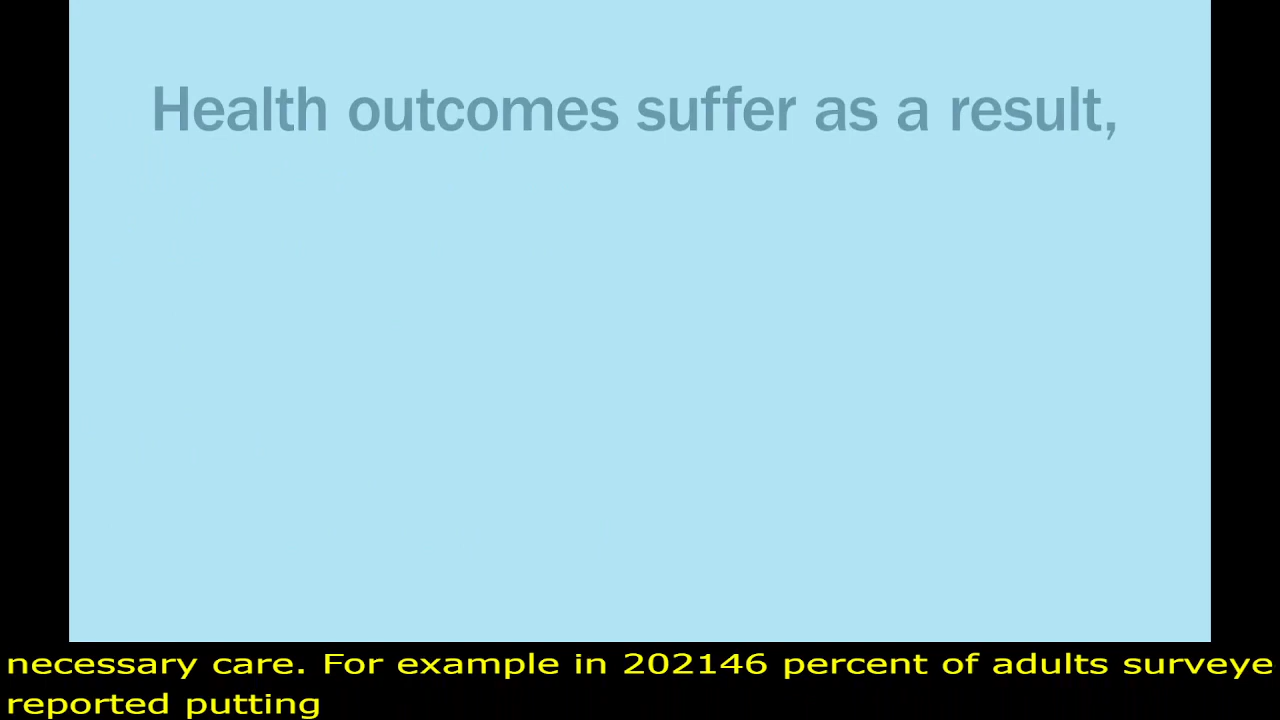 Health outcomes suffer as a result,
necessary care. For example in 202146 percent of adults surveye
reported putting